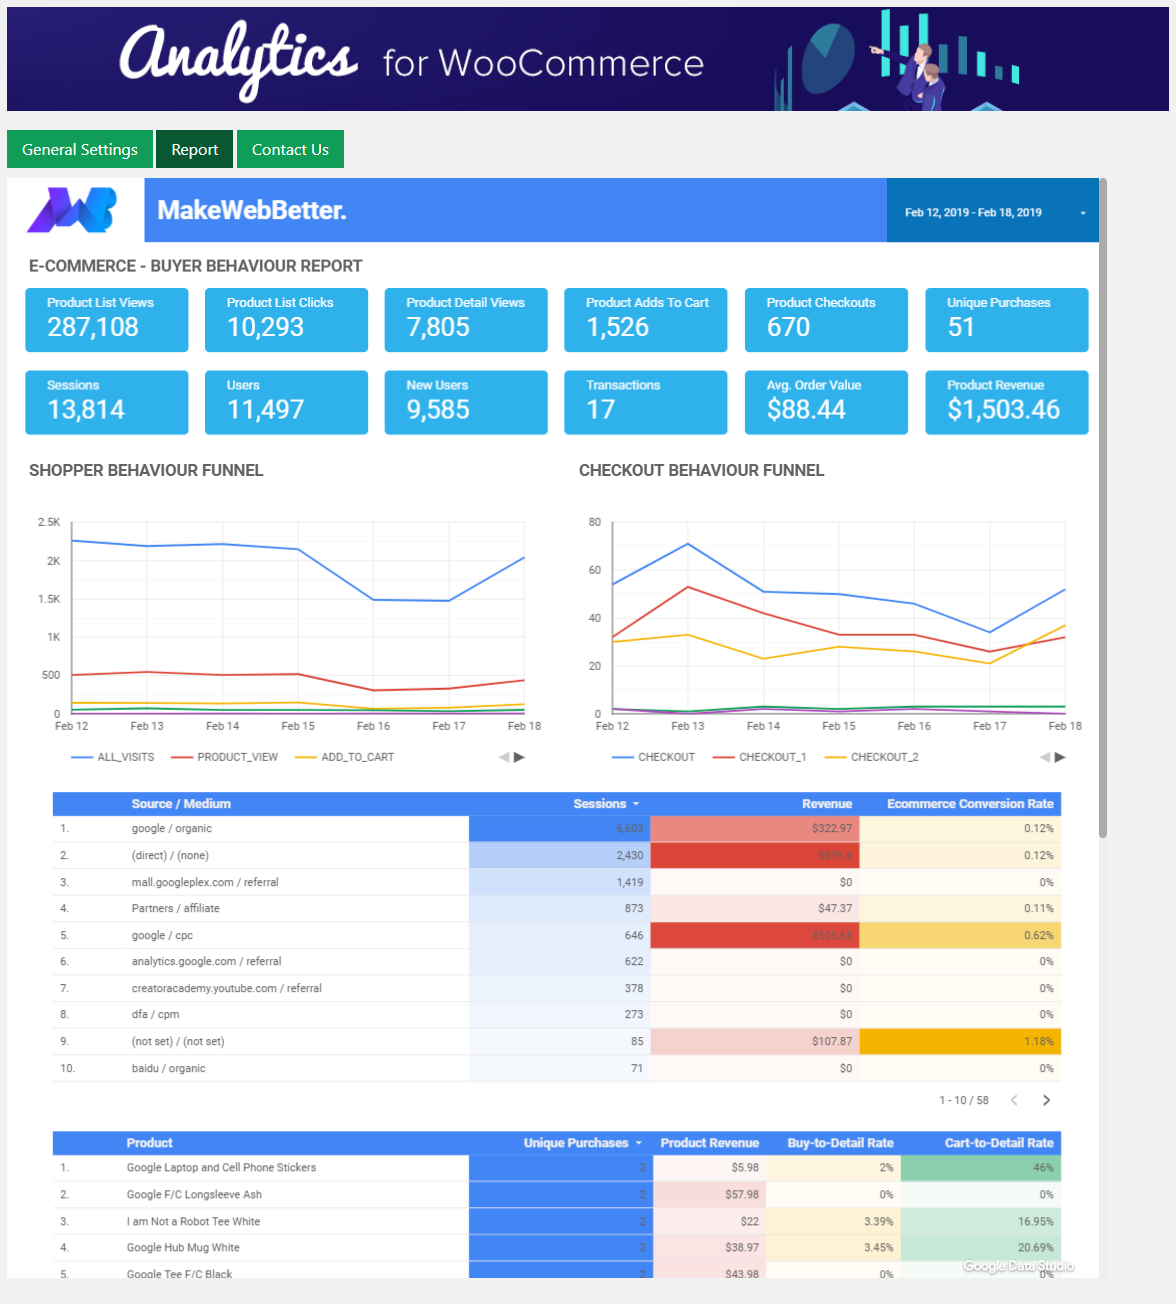 Analytics for WooCommerce
General Settings Report Contact Us
MakeWebBetter. Feb 12, 2019 - Feb 18, 2019
E-COMMERCE - BUYER BEHAVIOUR REPORT
Product List Views Product List Clicks Product Detail Views Product Adds To Cart Product Checkouts Unique Purchases
287,108 10,293 7,805 1,526 670 51
Sessions Users New Users Transactions Avg. Order Value Product Revenue
13,814 11,497 9,585 17 $88.44 $1,503.46
SHOPPER BEHAVIOUR FUNNEL CHECKOUT BEHAVIOUR FUNNEL
2.5K
2K
1.5K
1K
500
0
Feb 12 Feb 13 Feb 14 Feb 15 Feb 16 Feb 17 Feb 18
ALL_VISITS PRODUCT_VIEW ADD_TO_CART
80
60
40
20
0
Feb 12 Feb 13 Feb 14 Feb 15 Feb 16 Feb 17 Feb 18
CHECKOUT CHECKOUT_1 CHECKOUT_2
Source / Medium Sessions Revenue Ecommerce Conversion Rate
1. google / organic 6,603 $322.97 0.12%
2. (direct) / (none) 2,430 $519.6 0.12%
3. mall.googleplex.com / referral 1,419 $0 0%
4. Partners / affiliate 873 $47.37 0.11%
5. google / cpc 646 $505.65 0.62%
6. analytics.google.com / referral 622 $0 0%
7. creatoracademy.youtube.com / referral 378 $0 0%
8. dfa / cpm 273 $0 0%
9. (not set) / (not set) 85 $107.87 1.18%
10. baidu / organic 71 $0 0%
1 - 10 / 58
Product Unique Purchases Product Revenue Buy-to-Detail Rate Cart-to-Detail Rate
1. Google Laptop and Cell Phone Stickers 2 $5.98 2% 46%
2. Google F/C Longsleeve Ash 2 $57.98 0% 0%
3. I am Not a Robot Tee White 2 $22 3.39% 16.95%
4. Google Hub Mug White 2 $38.97 3.45% 20.69%
5. Google Tee F/C Black 2 $43.98 0% 0%
Google Data Studio